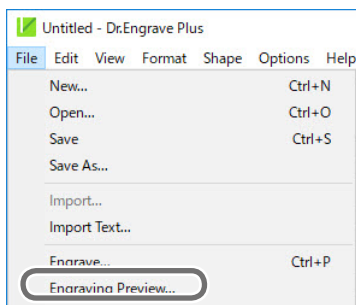 Untitled - Dr.Engrave Plus
File Edit View Format Shape Options Help
New... Ctrl+N
Open... Ctrl+O
Save Ctrl+S
Save As...
Import...
Import Text...
Engrave... Ctrl+P
Engraving Preview...